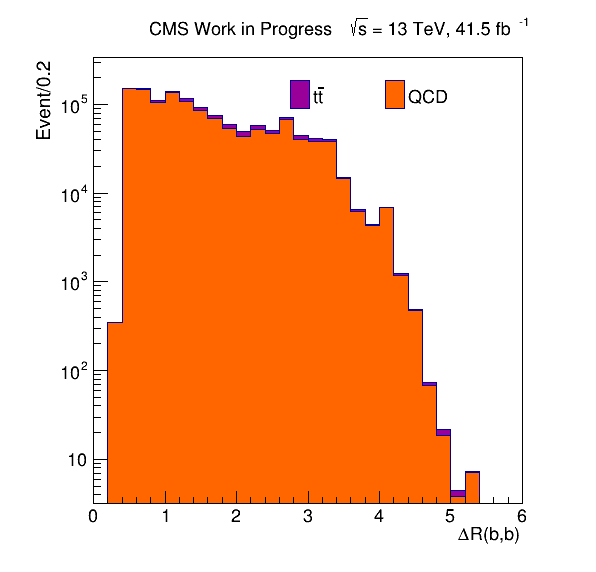 CMS Work in Progress √s = 13 TeV, 41.5 fb⁻¹
Event/0.2
tt̄ QCD
10⁵
10⁴
10³
10²
10
0 1 2 3 4 5 6
ΔR(b,b)